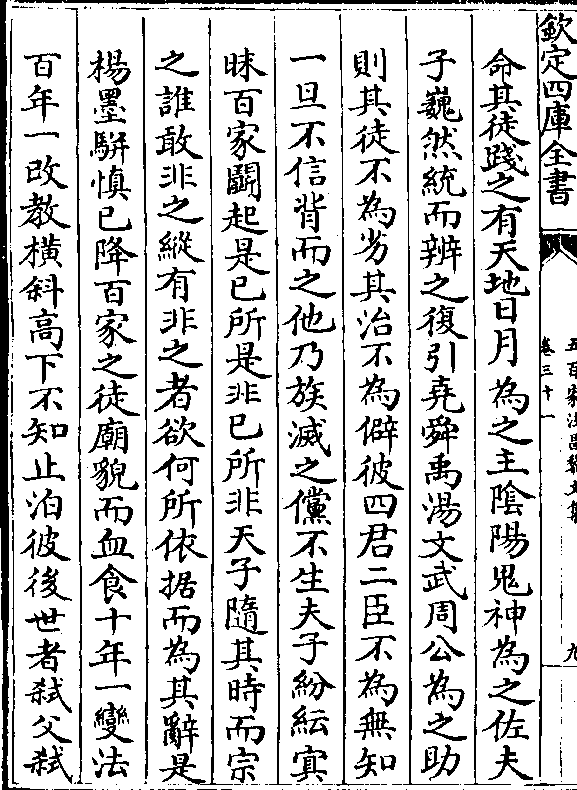 欽定四庫全書
五百家注昌黎文集
卷三十一
九
命其徒踐之有天地日月為之主陰陽鬼神為之佐夫
子巍然統而辨之復引堯舜禹湯文武周公為之助
則其徒不為劣其治不為僻彼四君二臣不為無知
一旦不信背而之他乃族滅之儻不生夫子紛紜冥
昧百家鬭起是已所是非已所非天子隨其時而宗
之誰敢非之縱有非之者欲何所依据而為其辭是
楊墨駢慎已降百家之徒廟貌而血食十年一變法
百年一改教橫斜高下不知止泊彼後世者弑父弑